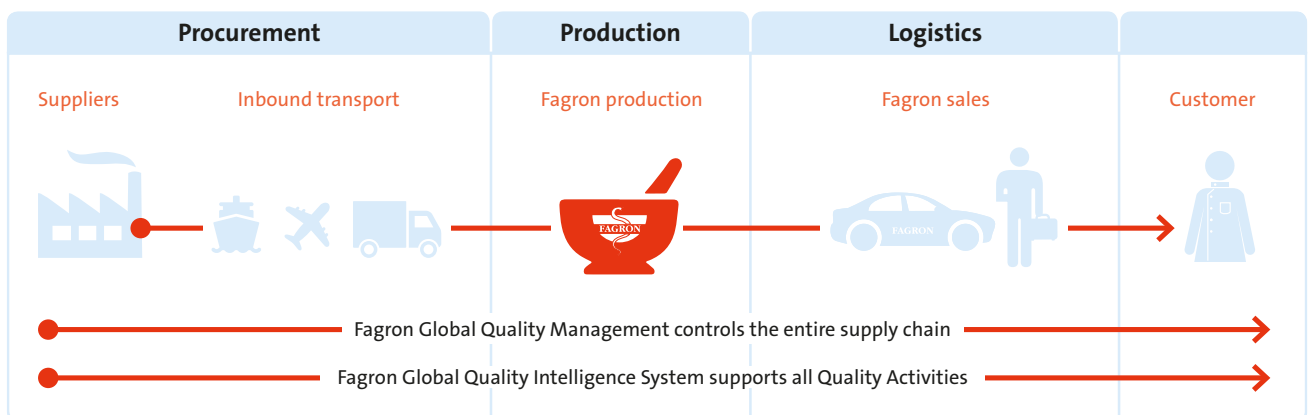 Procurement
Production
Logistics
Suppliers
Inbound transport
Fagron production
Fagron sales
Customer
FAGRON
FAGRON
Fagron Global Quality Management controls the entire supply chain
Fagron Global Quality Intelligence System supports all Quality Activities